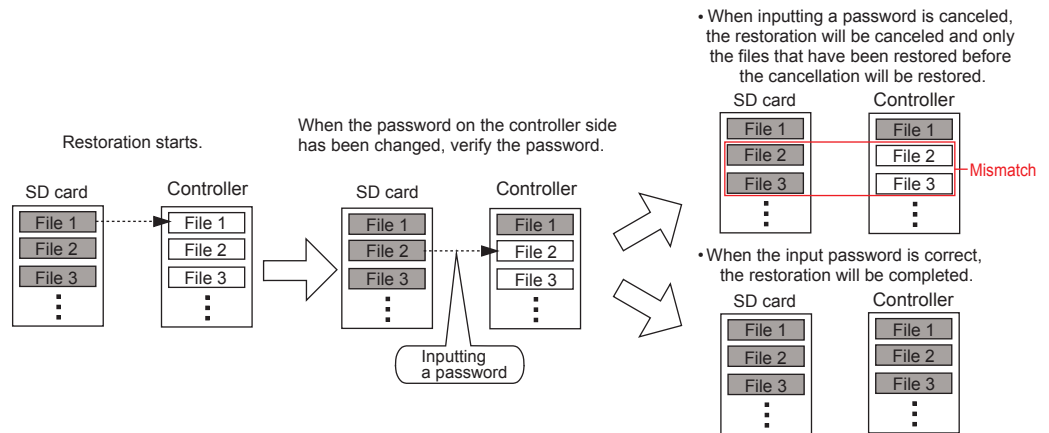 Restoration starts.
SD card
Controller
File 1
File 1
File 2
File 2
File 3
File 3
When the password on the controller side
has been changed, verify the password.
SD card
Controller
File 1
File 1
File 2
File 2
File 3
File 3
Inputting
a password
• When inputting a password is canceled,
the restoration will be canceled and only
the files that have been restored before
the cancellation will be restored.
SD card
Controller
File 1
File 1
File 2
File 2
File 3
File 3
Mismatch
• When the input password is correct,
the restoration will be completed.
SD card
Controller
File 1
File 1
File 2
File 2
File 3
File 3